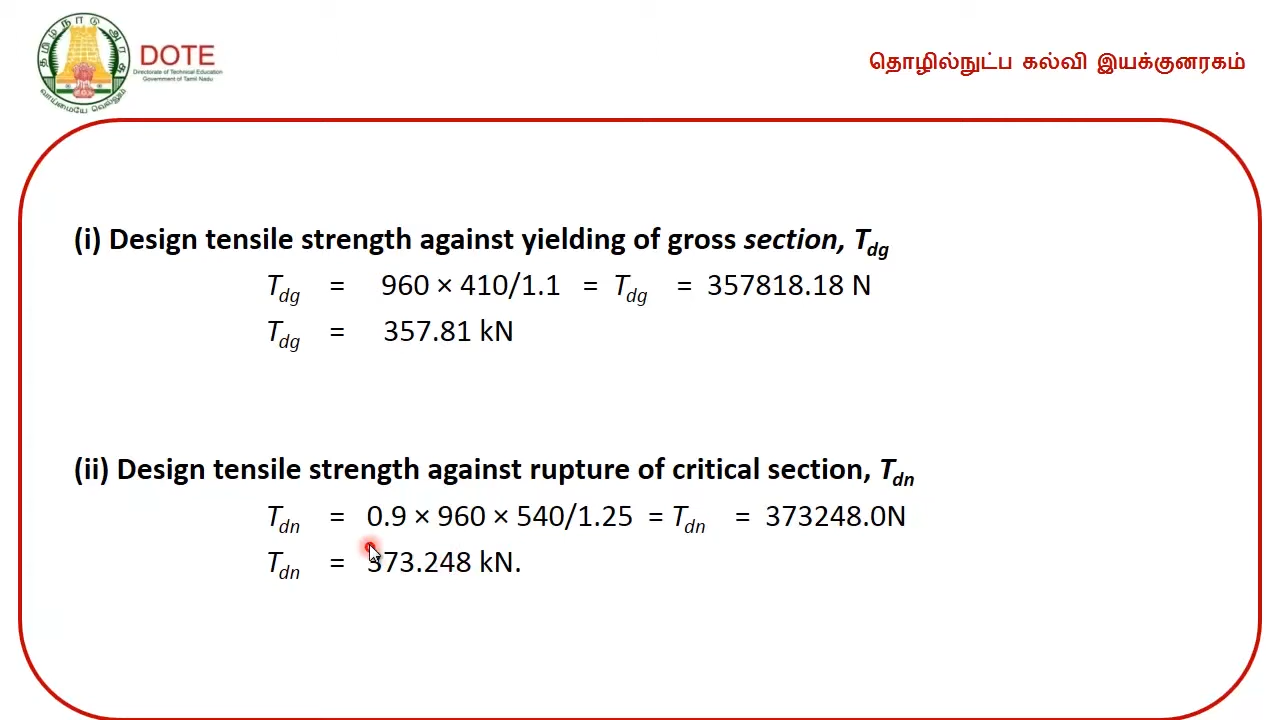 தமிழ்நாடு அரசு
வாய்மையே வெல்லும்
DOTE
Directorate of Technical Education
Government of Tamil Nadu
தொழில்நுட்ப கல்வி இயக்குனரகம்
(i) Design tensile strength against yielding of gross section, Tdg
Tdg = 960 × 410/1.1 = Tdg = 357818.18 N
Tdg = 357.81 kN
(ii) Design tensile strength against rupture of critical section, Tdn
Tdn = 0.9 × 960 × 540/1.25 = Tdn = 373248.0N
Tdn = 373.248 kN.